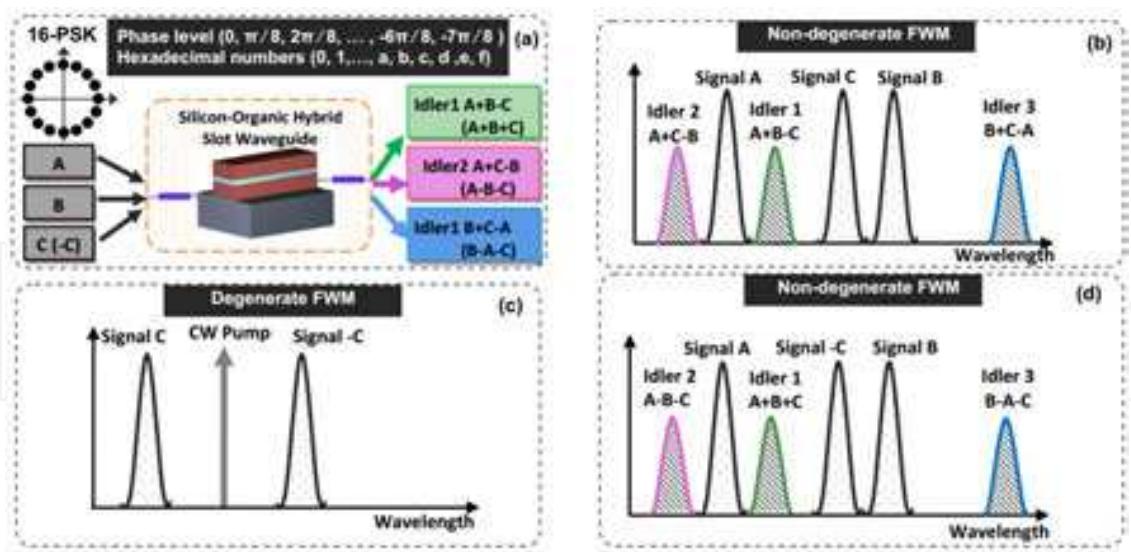 16-PSK
Phase level (0, π/8, 2π/8, ... , -6π/8, -7π/8 )
Hexadecimal numbers (0, 1,..., a, b, c, d ,e, f)
(a)
Silicon-Organic Hybrid
Slot Waveguide
A
B
C (-C)
Idler1 A+B-C
(A+B+C)
Idler2 A+C-B
(A-B-C)
Idler1 B+C-A
(B-A-C)
Non-degenerate FWM
(b)
Signal A
Signal C
Signal B
Idler 2
A+C-B
Idler 1
A+B-C
Idler 3
B+C-A
Wavelength
Degenerate FWM
(c)
Signal C
CW Pump
Signal -C
Wavelength
Non-degenerate FWM
(d)
Signal A
Signal -C
Signal B
Idler 2
A-B-C
Idler 1
A+B+C
Idler 3
B-A-C
Wavelength